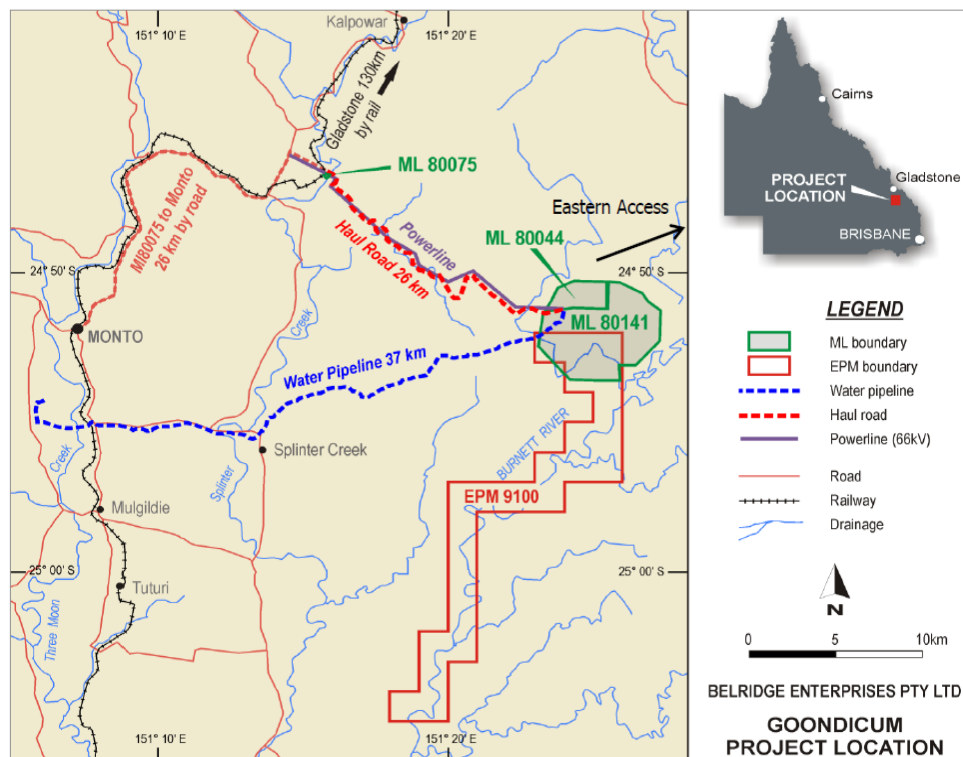 151° 10' E
151° 20' E
Kalpowar
Gladstone 130km
by rail
ML 80075
Eastern Access
ML 80044
Powerline
Haul Road 26 km
Ml80075 to Monto
26 km by road
24° 50' S
24° 50' S
ML 80141
MONTO
Creek
Water Pipeline 37 km
Splinter Creek
Creek
Splinter
BURNETT RIVER
EPM 9100
Mulgildie
25° 00' S
25° 00' S
Tuturi
Three Moon
151° 10' E
151° 20' E
Cairns
Gladstone
PROJECT
LOCATION
BRISBANE
LEGEND
ML boundary
EPM boundary
Water pipeline
Haul road
Powerline (66kV)
Road
Railway
Drainage
N
0 5 10km
BELRIDGE ENTERPRISES PTY LTD
GOONDICUM
PROJECT LOCATION